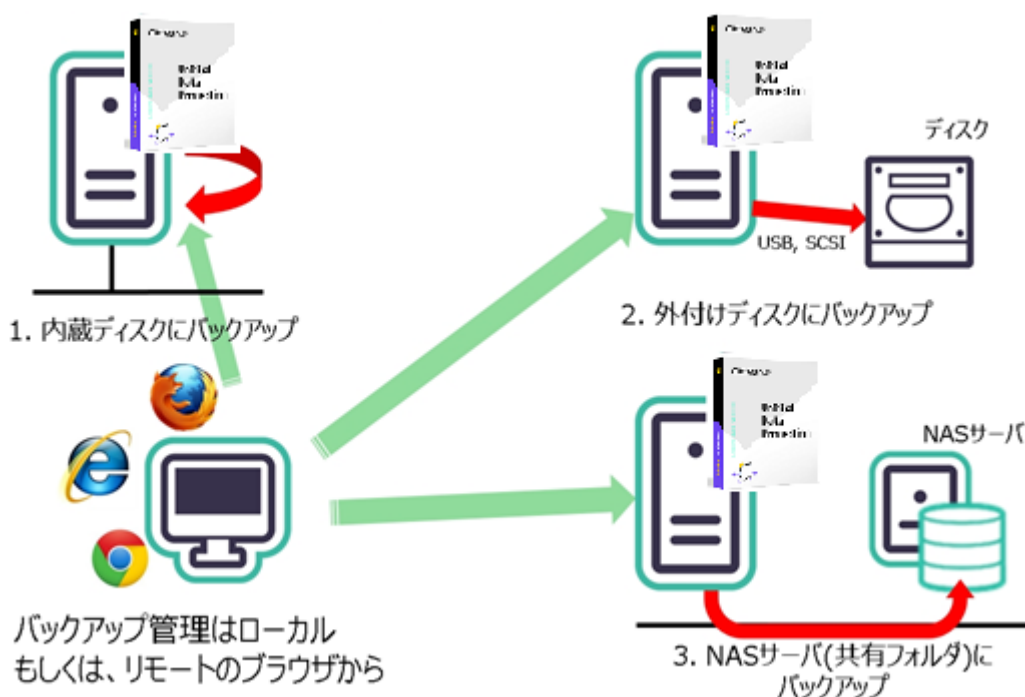 ディスク
USB, SCSI
1. 内蔵ディスクにバックアップ
2. 外付けディスクにバックアップ
NASサーバ
バックアップ管理はローカル
もしくは、リモートのブラウザから
3. NASサーバ(共有フォルダ)に
バックアップ